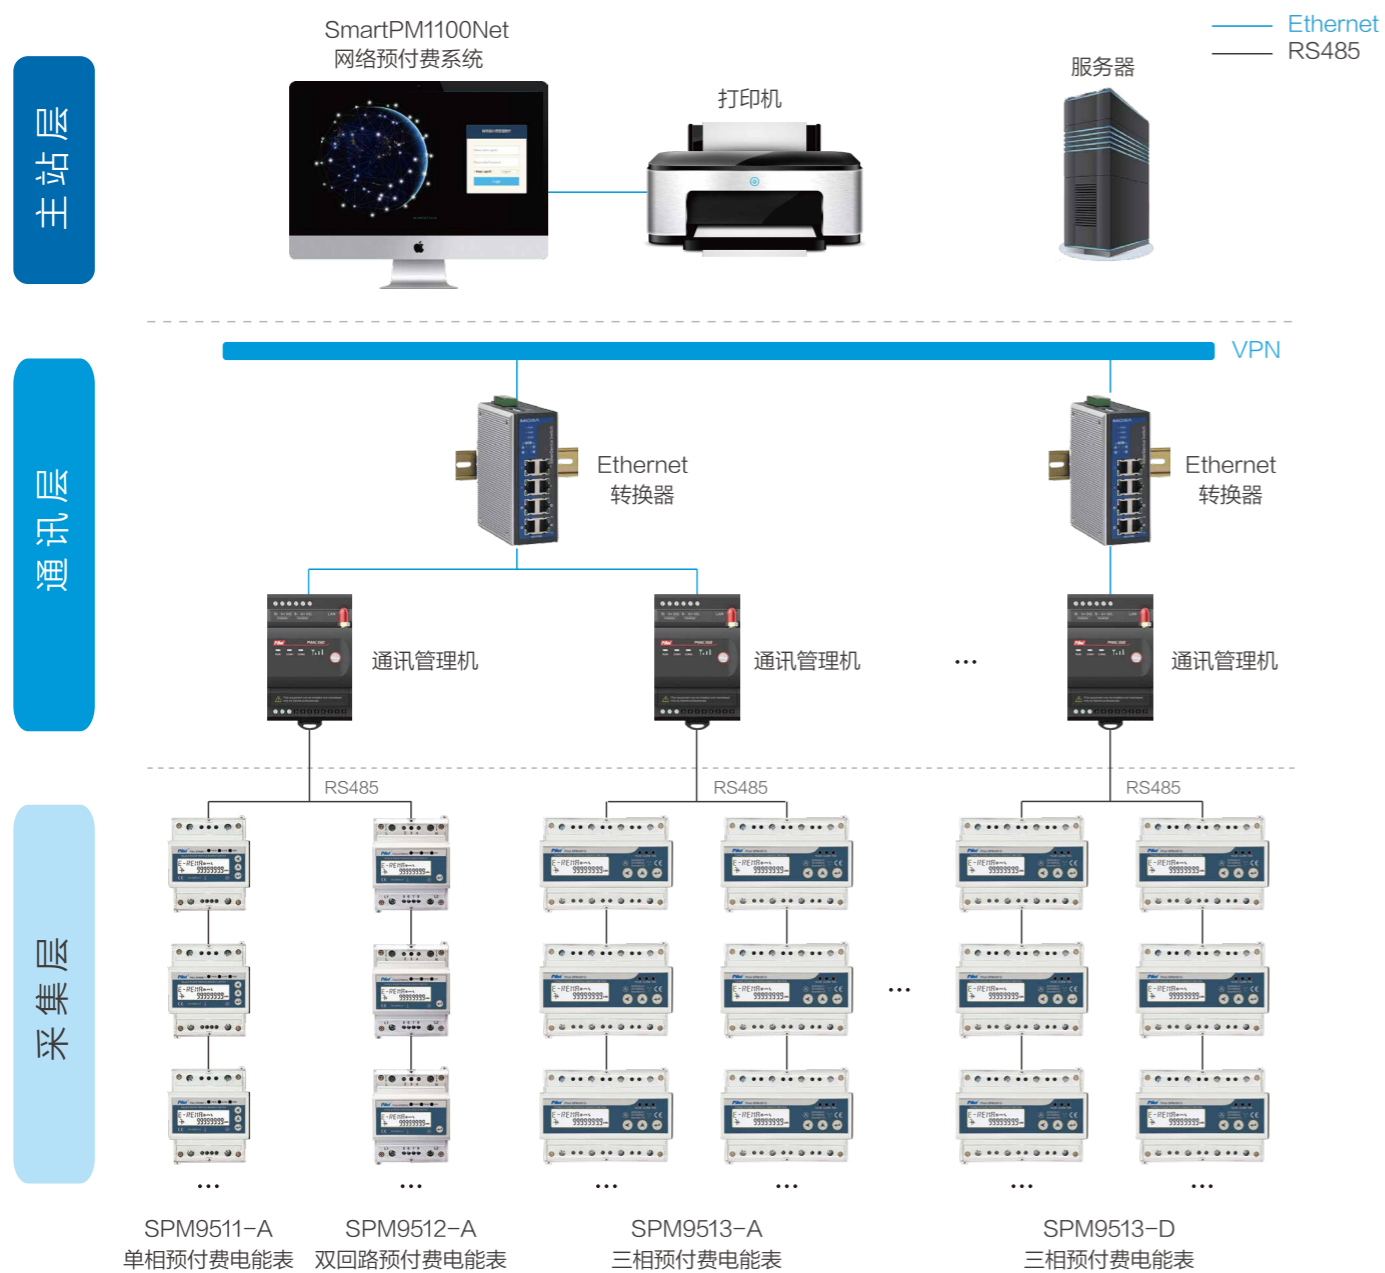 SmartPM1100Net
网络预付费系统
打印机
服务器
Ethernet
RS485
主站层
VPN
Ethernet
转换器
Ethernet
转换器
通讯层
通讯管理机
通讯管理机
...
通讯管理机
RS485
RS485
RS485
采集层
...
...
...
...
...
...
...
SPM9511-A
单相预付费电能表
SPM9512-A
双回路预付费电能表
SPM9513-A
三相预付费电能表
SPM9513-D
三相预付费电能表